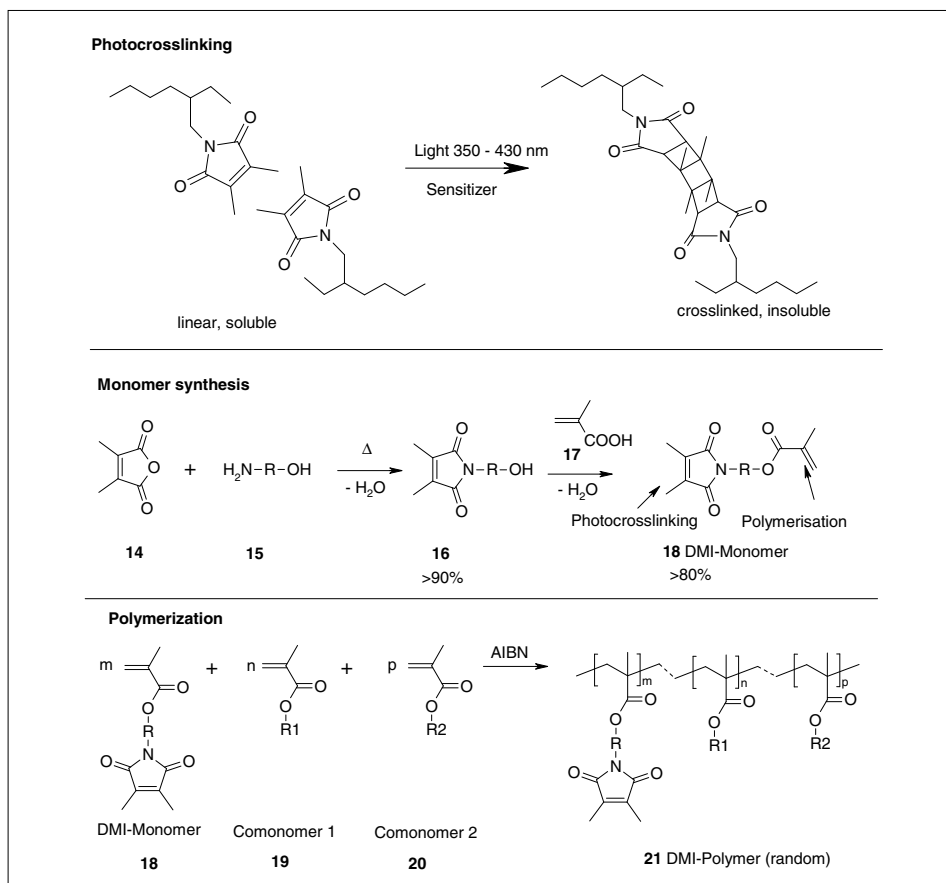 Photocrosslinking
O
N
O
O
N
O
Light 350 - 430 nm
Sensitizer
O
N
O
O
N
O
linear, soluble
crosslinked, insoluble
Monomer synthesis
O
O
O
+
H2N-R-OH
Δ
- H2O
O
N-R-OH
O
COOH
17
- H2O
O
N-R-O
O
O
Photocrosslinking
Polymerisation
14
15
16
18 DMI-Monomer
>90%
>80%
Polymerization
m
+
n
+
p
AIBN
m
n
p
O
O
R
N
O
O
O
O
R1
O
O
R2
O
O
R
N
O
O
O
O
R1
O
O
R2
DMI-Monomer
Comonomer 1
Comonomer 2
18
19
20
21 DMI-Polymer (random)